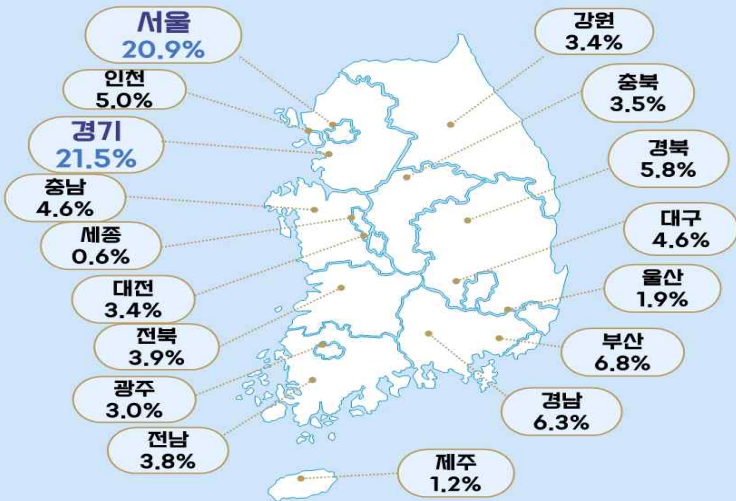 서울
20.9%
인천
5.0%
경기
21.5%
충남
4.6%
세종
0.6%
대전
3.4%
전북
3.9%
광주
3.0%
전남
3.8%
강원
3.4%
충북
3.5%
경북
5.8%
대구
4.6%
울산
1.9%
부산
6.8%
경남
6.3%
제주
1.2%